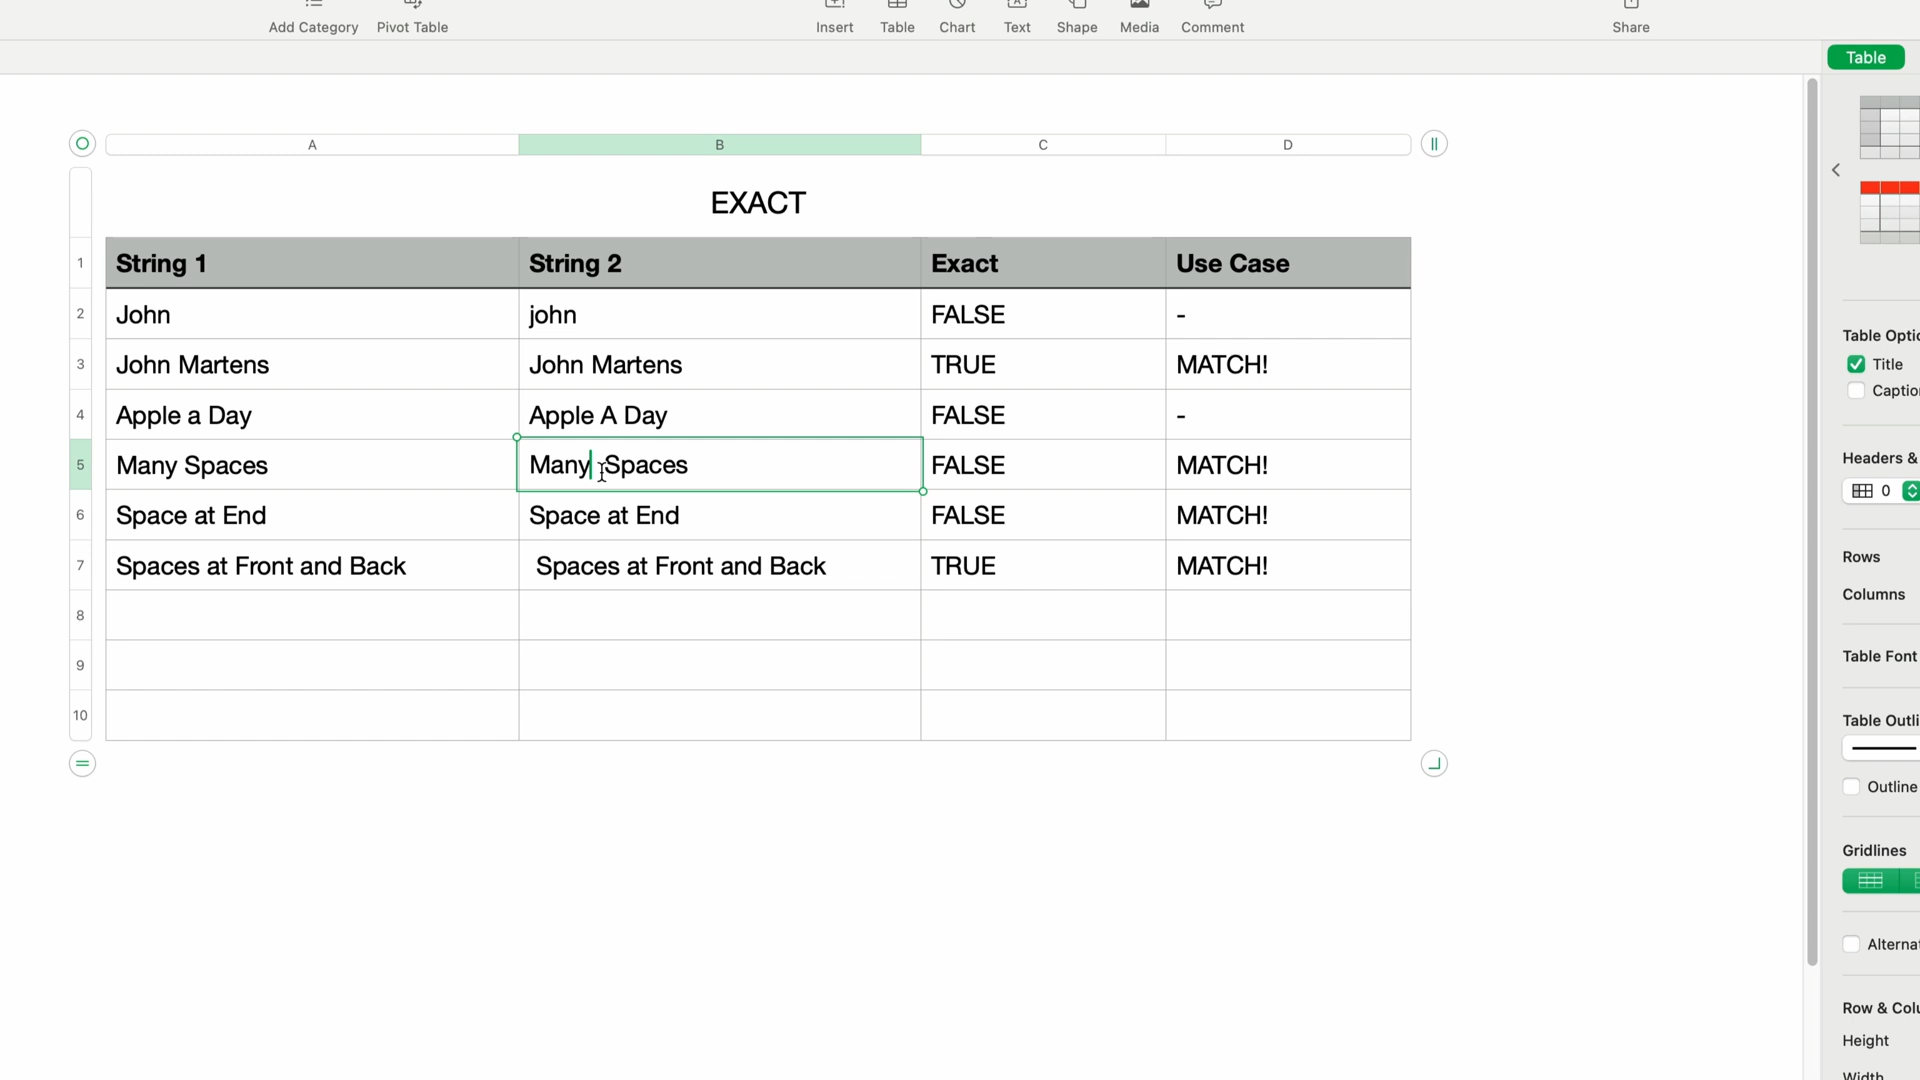 Add Category Pivot Table Insert Table Chart Text Shape Media Comment Share
Table
A B C D
EXACT
1 String 1 String 2 Exact Use Case
2 John john FALSE -
3 John Martens John Martens TRUE MATCH!
4 Apple a Day Apple A Day FALSE -
5 Many Spaces Many  Spaces FALSE MATCH!
6 Space at End Space at End FALSE MATCH!
7 Spaces at Front and Back Spaces at Front and Back TRUE MATCH!
8
9
10
Table Optio
Title
Captio
Headers &
0
Rows
Columns
Table Font
Table Outli
Outline
Gridlines
Alterna
Row & Colu
Height
Width